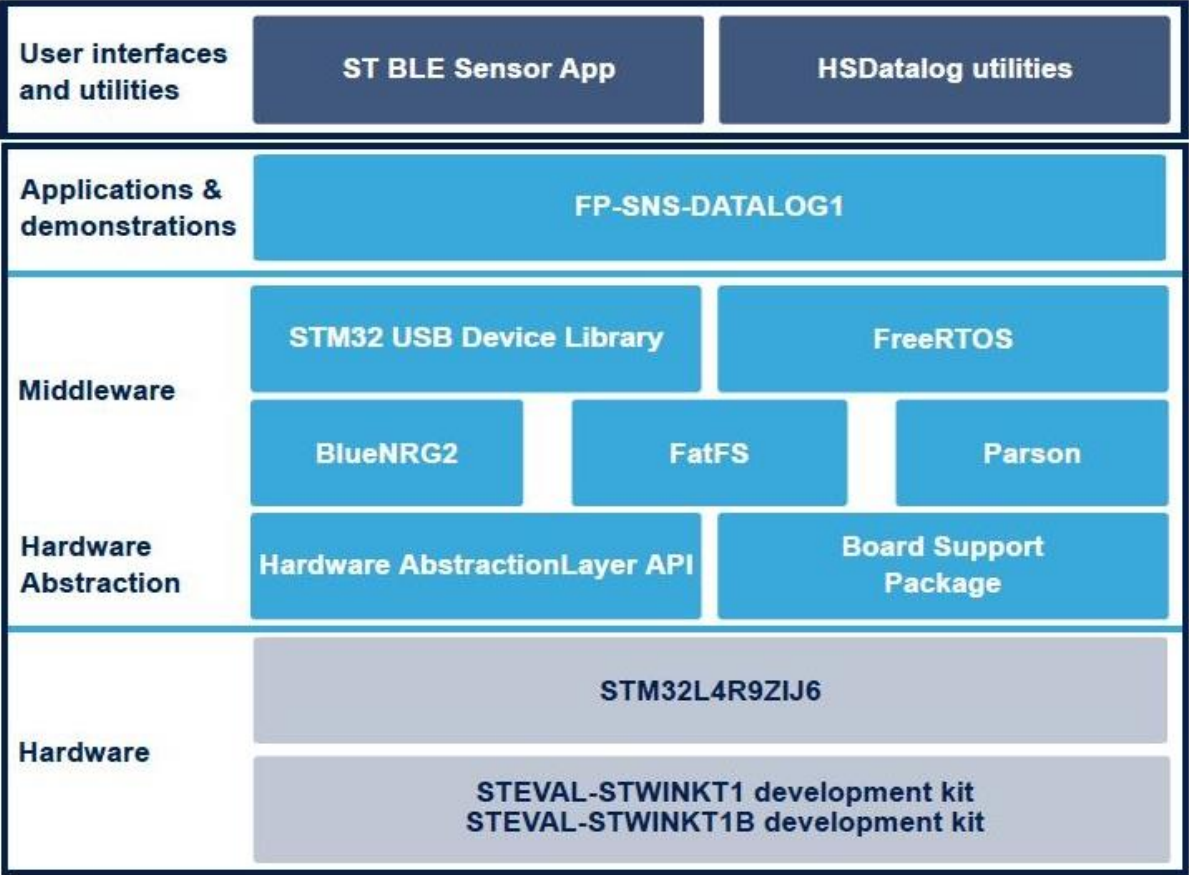 User interfaces
and utilities
ST BLE Sensor App
HSDatalog utilities
Applications &
demonstrations
FP-SNS-DATALOG1
Middleware
STM32 USB Device Library
FreeRTOS
BlueNRG2
FatFS
Parson
Hardware
Abstraction
Hardware AbstractionLayer API
Board Support
Package
Hardware
STM32L4R9ZIJ6
STEVAL-STWINKT1 development kit
STEVAL-STWINKT1B development kit